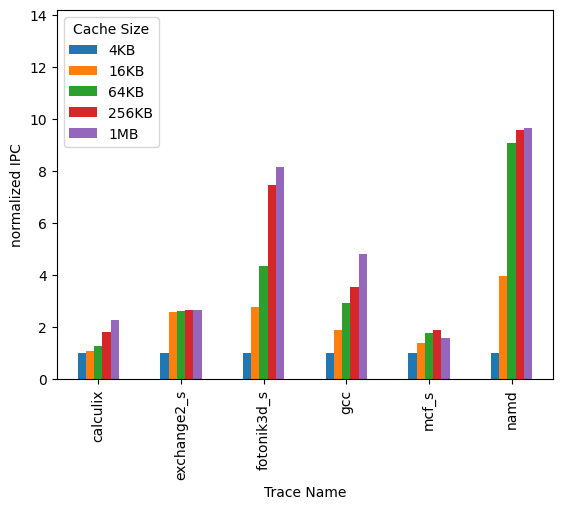 Cache Size
4KB
16KB
64KB
256KB
1MB
normalized IPC
14
12
10
8
6
4
2
0
calculix
exchange2_s
fotonik3d_s
gcc
mcf_s
namd
Trace Name